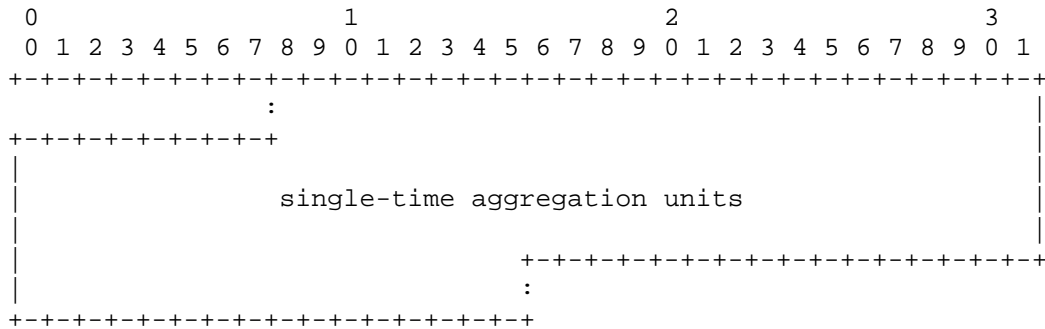 0                   1                   2                   3
 0 1 2 3 4 5 6 7 8 9 0 1 2 3 4 5 6 7 8 9 0 1 2 3 4 5 6 7 8 9 0 1
+-+-+-+-+-+-+-+-+-+-+-+-+-+-+-+-+-+-+-+-+-+-+-+-+-+-+-+-+-+-+-+-+
                :                                               |
+-+-+-+-+-+-+-+-+                                               |
|                                                               |
|                single-time aggregation units                  |
|                                                               |
|                               +-+-+-+-+-+-+-+-+-+-+-+-+-+-+-+-+
|                               :
+-+-+-+-+-+-+-+-+-+-+-+-+-+-+-+-+